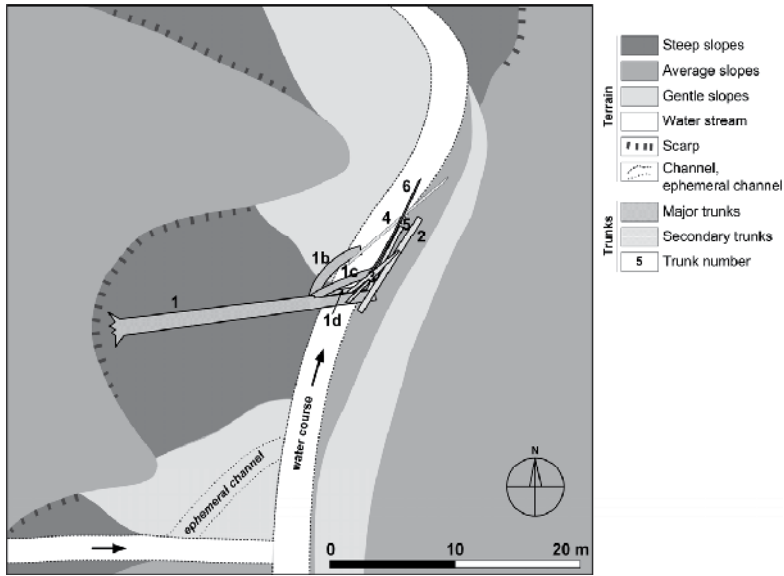 Steep slopes
Average slopes
Gentle slopes
Water stream
Scarp
Channel,
ephemeral channel
Major trunks
Secondary trunks
5 Trunk number
Terrain
Trunks
6
4
5
2
1b
1c
3
1
1d
water course
ephemeral channel
N
0 10 20 m